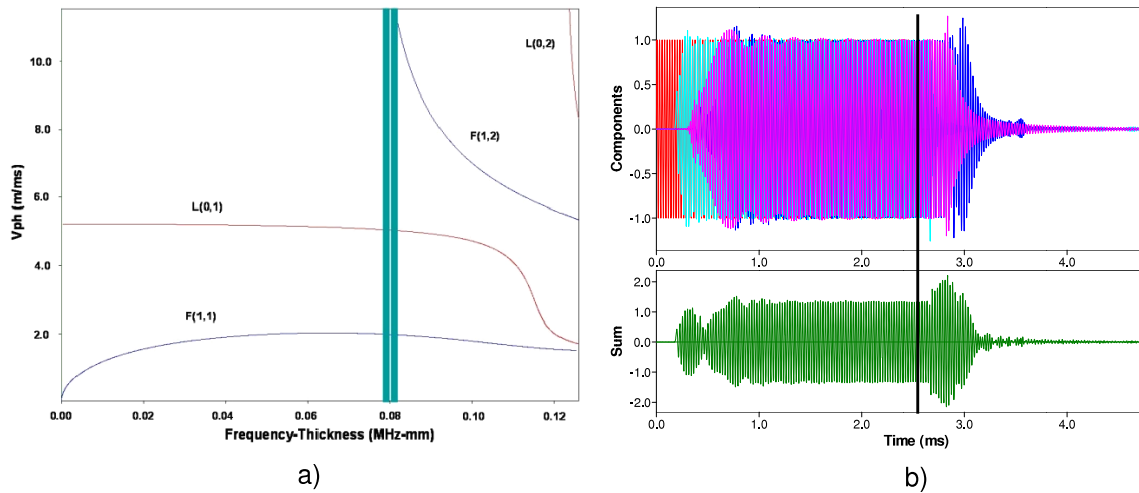 10.0
8.0
6.0
4.0
2.0
Vph (m/ms)
L(0,2)
F(1,2)
L(0,1)
F(1,1)
0.00
0.02
0.04
0.06
0.08
0.10
0.12
Frequency-Thickness (MHz-mm)
a)
1.0
0.5
0.0
-0.5
-1.0
Components
0.0
1.0
2.0
3.0
4.0
2.0
1.0
0.0
-1.0
-2.0
Sum
0.0
1.0
2.0
3.0
4.0
Time (ms)
b)